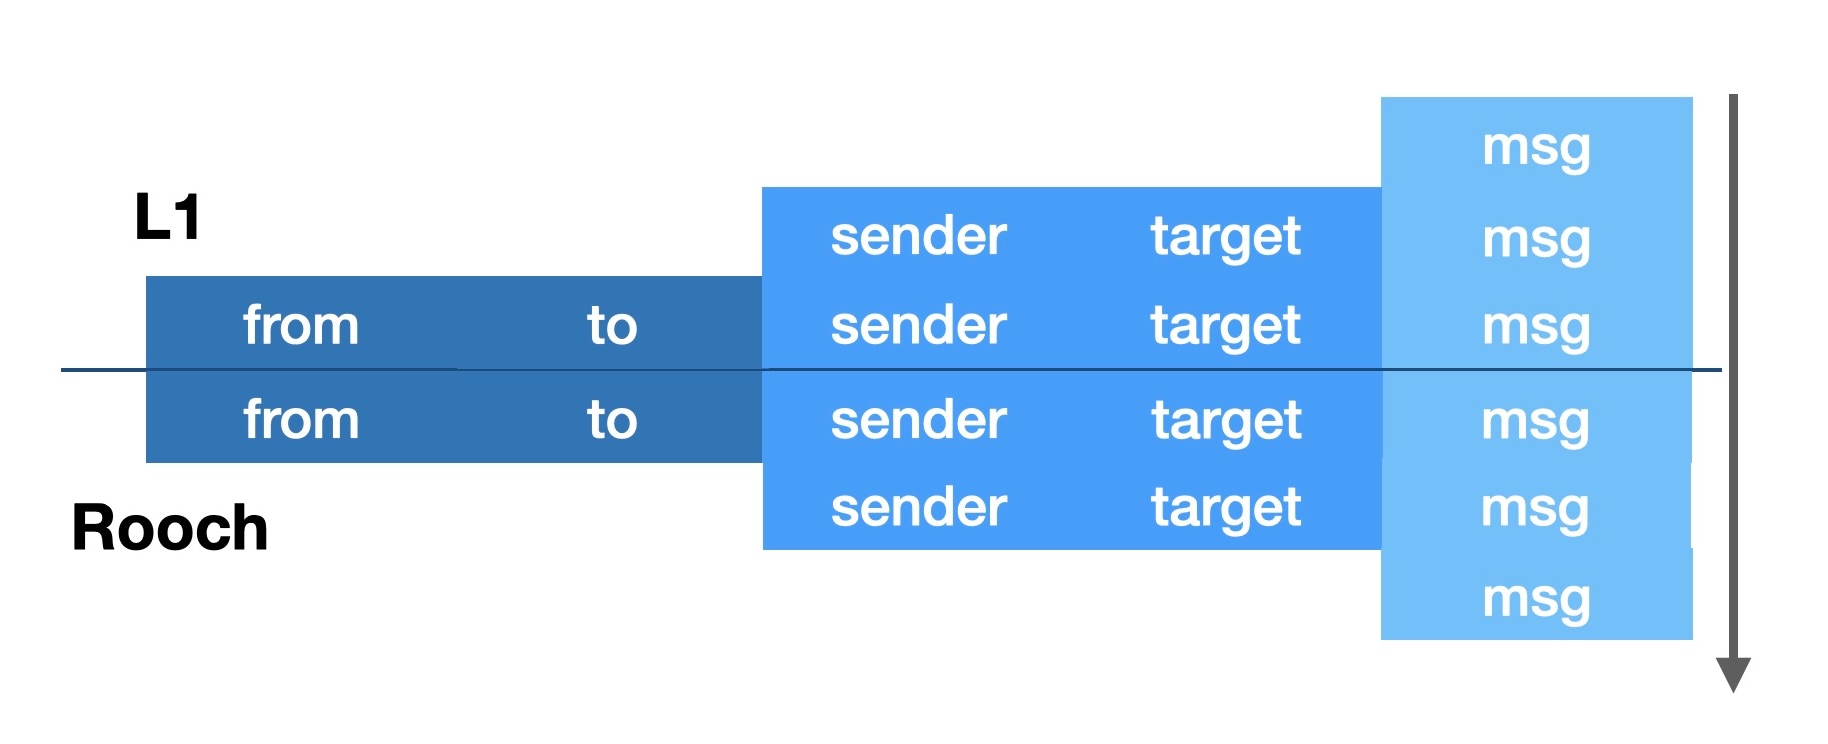 msg
L1
sender target msg
from to sender target msg
from to sender target msg
Rooch
sender target msg
msg